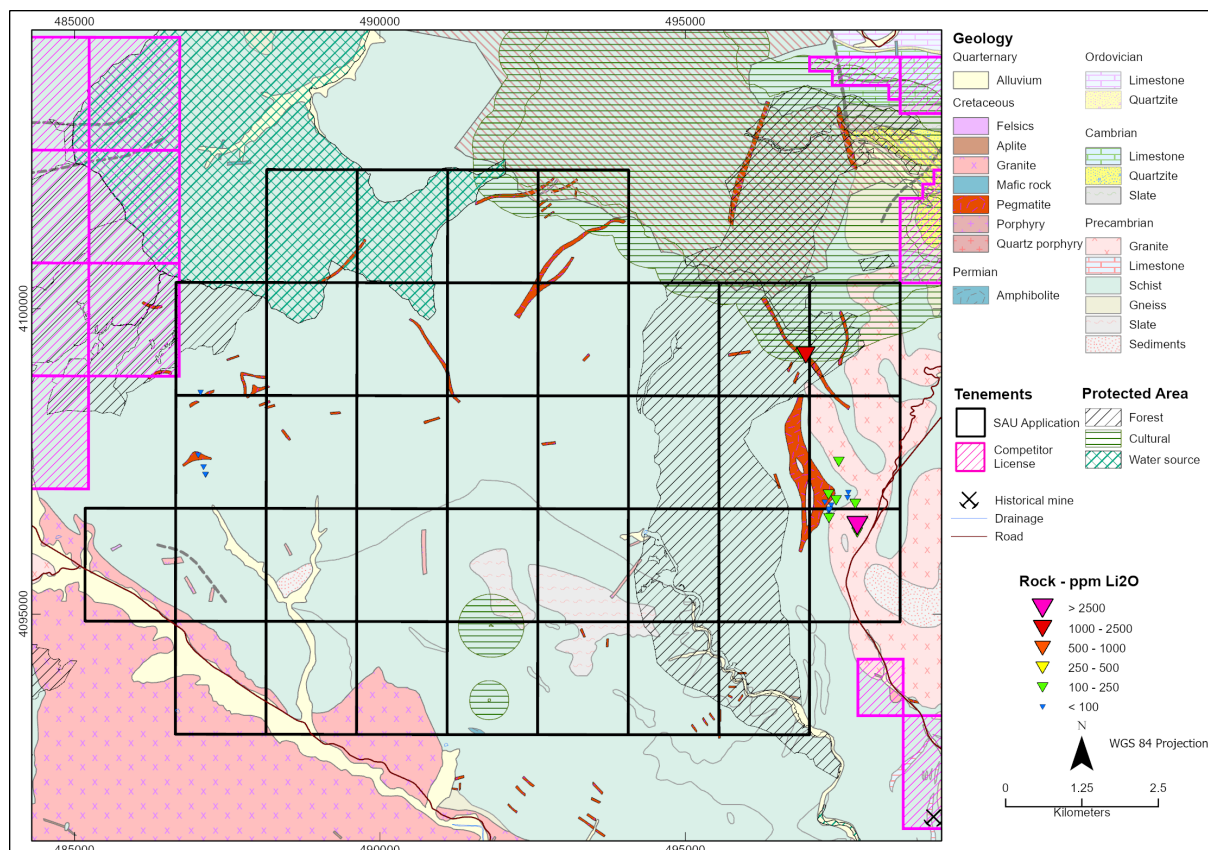 485000
490000
495000
4100000
4095000
485000
490000
495000
Geology
Quarternary
Alluvium
Cretaceous
Felsics
Aplite
Granite
Mafic rock
Pegmatite
Porphyry
Quartz porphyry
Permian
Amphibolite
Ordovician
Limestone
Quartzite
Cambrian
Limestone
Quartzite
Slate
Precambrian
Granite
Limestone
Schist
Gneiss
Slate
Sediments
Tenements
SAU Application
Competitor
License
Protected Area
Forest
Cultural
Water source
Historical mine
Drainage
Road
Rock - ppm Li2O
> 2500
1000 - 2500
500 - 1000
250 - 500
100 - 250
< 100
N
WGS 84 Projection
0
1.25
2.5
Kilometers